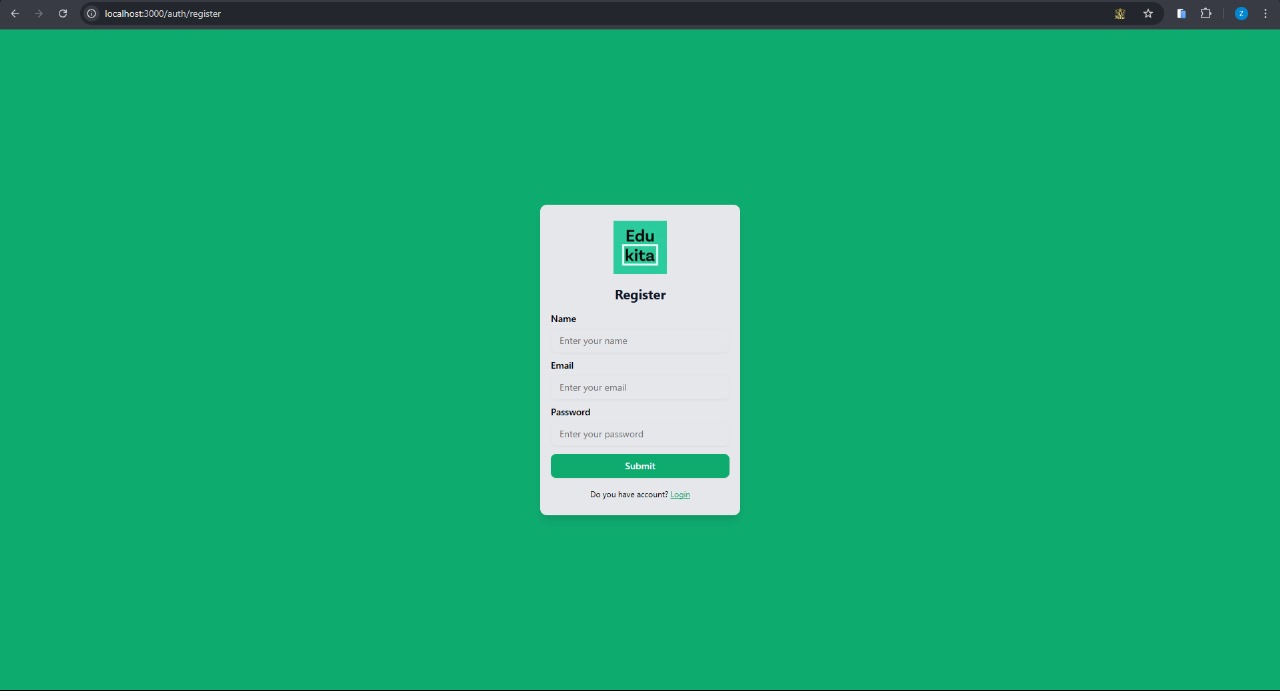 localhost:3000/auth/register
Z
Edu
kita
Register
Name
Enter your name
Email
Enter your email
Password
Enter your password
Submit
Do you have account? Login